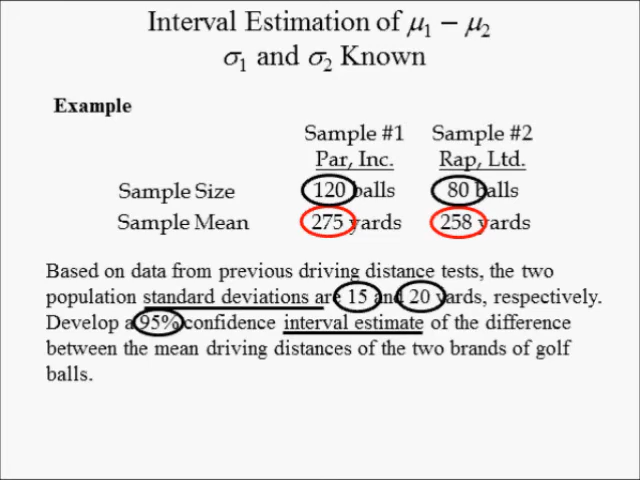 Interval Estimation of μ1 − μ2
σ1 and σ2 Known
Example
Sample #1 Sample #2
Par, Inc. Rap, Ltd.
Sample Size 120 balls 80 balls
Sample Mean 275 yards 258 yards
Based on data from previous driving distance tests, the two
population standard deviations are 15 and 20 yards, respectively.
Develop a 95% confidence interval estimate of the difference
between the mean driving distances of the two brands of golf
balls.